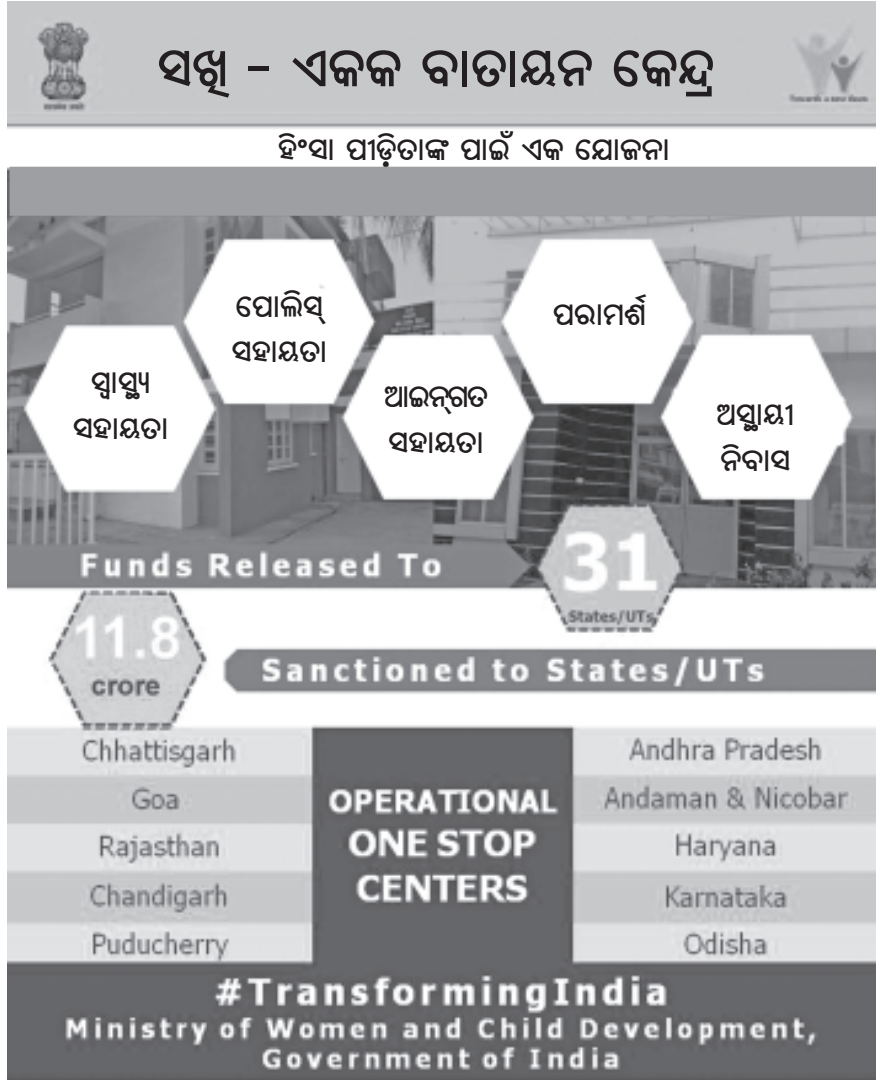 ସଖି – ଏକକ ବାତାୟନ କେନ୍ଦ୍ର
ହିଂସା ପୀଡ଼ିତାଙ୍କ ପାଇଁ ଏକ ଯୋଜନା
ସ୍ୱାସ୍ଥ୍ୟ
ସହାୟତା
ପୋଲିସ୍
ସହାୟତା
ଆଇନ୍‌ଗତ
ସହାୟତା
ପରାମର୍ଶ
ଅସ୍ଥାୟୀ
ନିବାସ
Funds Released To
31
States/UTs
11.8
crore
Sanctioned to States/UTs
Chhattisgarh
Goa
Rajasthan
Chandigarh
Puducherry
OPERATIONAL
ONE STOP
CENTERS
Andhra Pradesh
Andaman & Nicobar
Haryana
Karnataka
Odisha
#TransformingIndia
Ministry of Women and Child Development,
Government of India